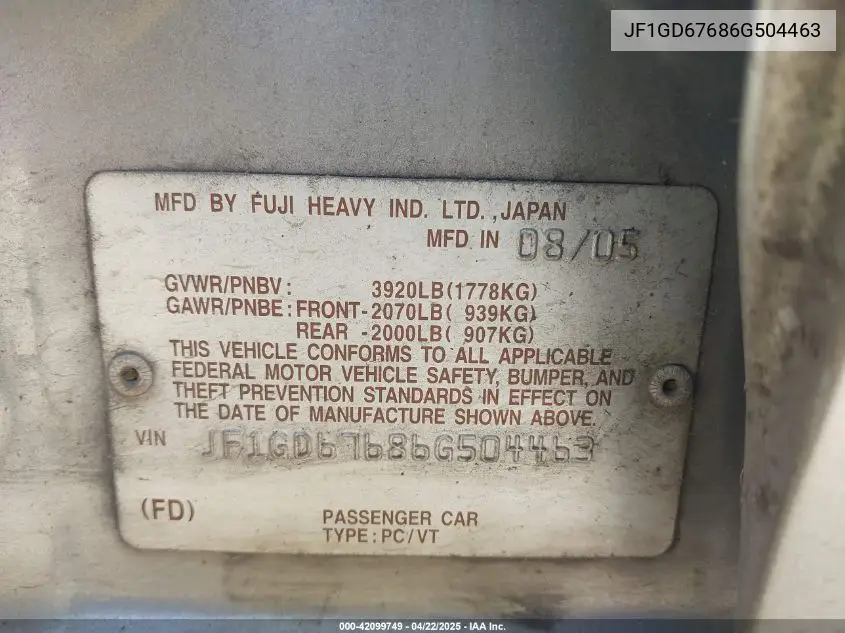 JF1GD67686G504463
MFD BY FUJI HEAVY IND. LTD. ,JAPAN
MFD IN 08/05
GVWR/PNBV: 3920LB(1778KG)
GAWR/PNBE: FRONT-2070LB( 939KG)
REAR -2000LB( 907KG)
THIS VEHICLE CONFORMS TO ALL APPLICABLE
FEDERAL MOTOR VEHICLE SAFETY, BUMPER, AND
THEFT PREVENTION STANDARDS IN EFFECT ON
THE DATE OF MANUFACTURE SHOWN ABOVE.
VIN JF1GD67686G504463
(FD) PASSENGER CAR
TYPE:PC/VT
000-42099749 - 04/22/2025 - IAA Inc.